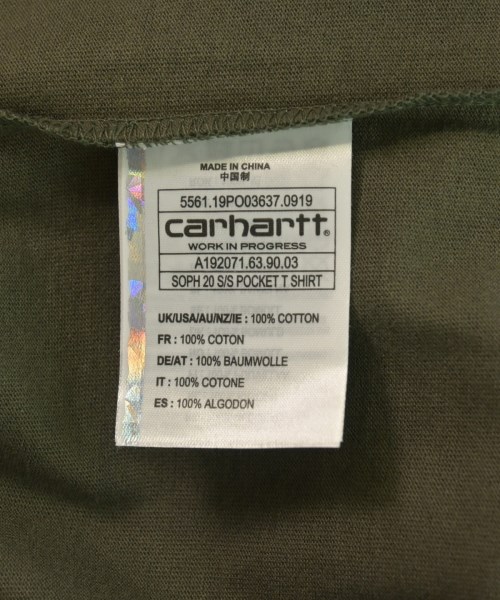 MADE IN CHINA
中国制
5561.19PO03637.0919
carhartt®
WORK IN PROGRESS
A192071.63.90.03
SOPH 20 S/S POCKET T SHIRT
UK/USA/AU/NZ/IE : 100% COTTON
FR : 100% COTON
DE/AT : 100% BAUMWOLLE
IT : 100% COTONE
ES : 100% ALGODON